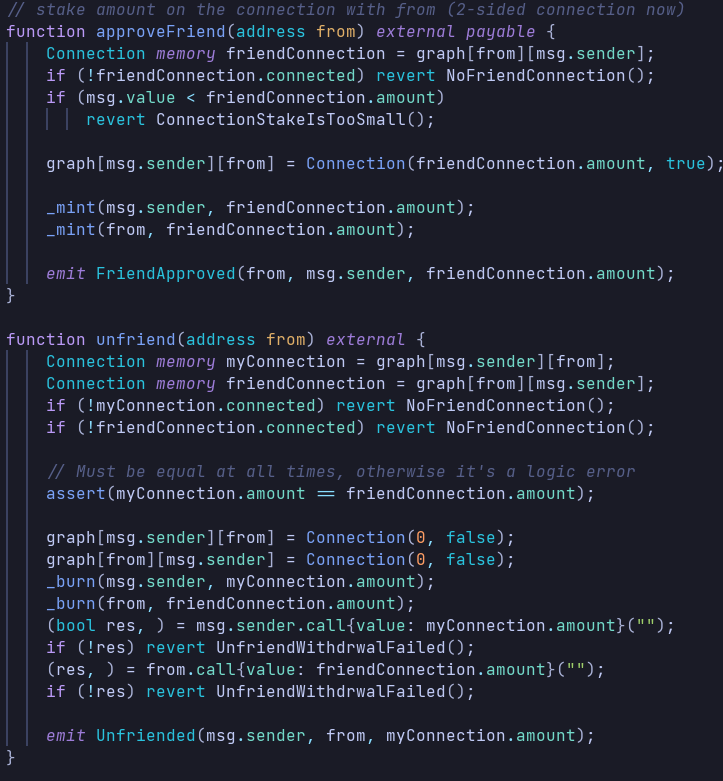 // stake amount on the connection with from (2-sided connection now)
function approveFriend(address from) external payable {
    Connection memory friendConnection = graph[from][msg.sender];
    if (!friendConnection.connected) revert NoFriendConnection();
    if (msg.value < friendConnection.amount)
        revert ConnectionStakeIsTooSmall();

    graph[msg.sender][from] = Connection(friendConnection.amount, true);

    _mint(msg.sender, friendConnection.amount);
    _mint(from, friendConnection.amount);

    emit FriendApproved(from, msg.sender, friendConnection.amount);
}

function unfriend(address from) external {
    Connection memory myConnection = graph[msg.sender][from];
    Connection memory friendConnection = graph[from][msg.sender];
    if (!myConnection.connected) revert NoFriendConnection();
    if (!friendConnection.connected) revert NoFriendConnection();

    // Must be equal at all times, otherwise it's a logic error
    assert(myConnection.amount == friendConnection.amount);

    graph[msg.sender][from] = Connection(0, false);
    graph[from][msg.sender] = Connection(0, false);
    _burn(msg.sender, myConnection.amount);
    _burn(from, friendConnection.amount);
    (bool res, ) = msg.sender.call{value: myConnection.amount}("");
    if (!res) revert UnfriendWithdrwalFailed();
    (res, ) = from.call{value: friendConnection.amount}("");
    if (!res) revert UnfriendWithdrwalFailed();

    emit Unfriended(msg.sender, from, myConnection.amount);
}